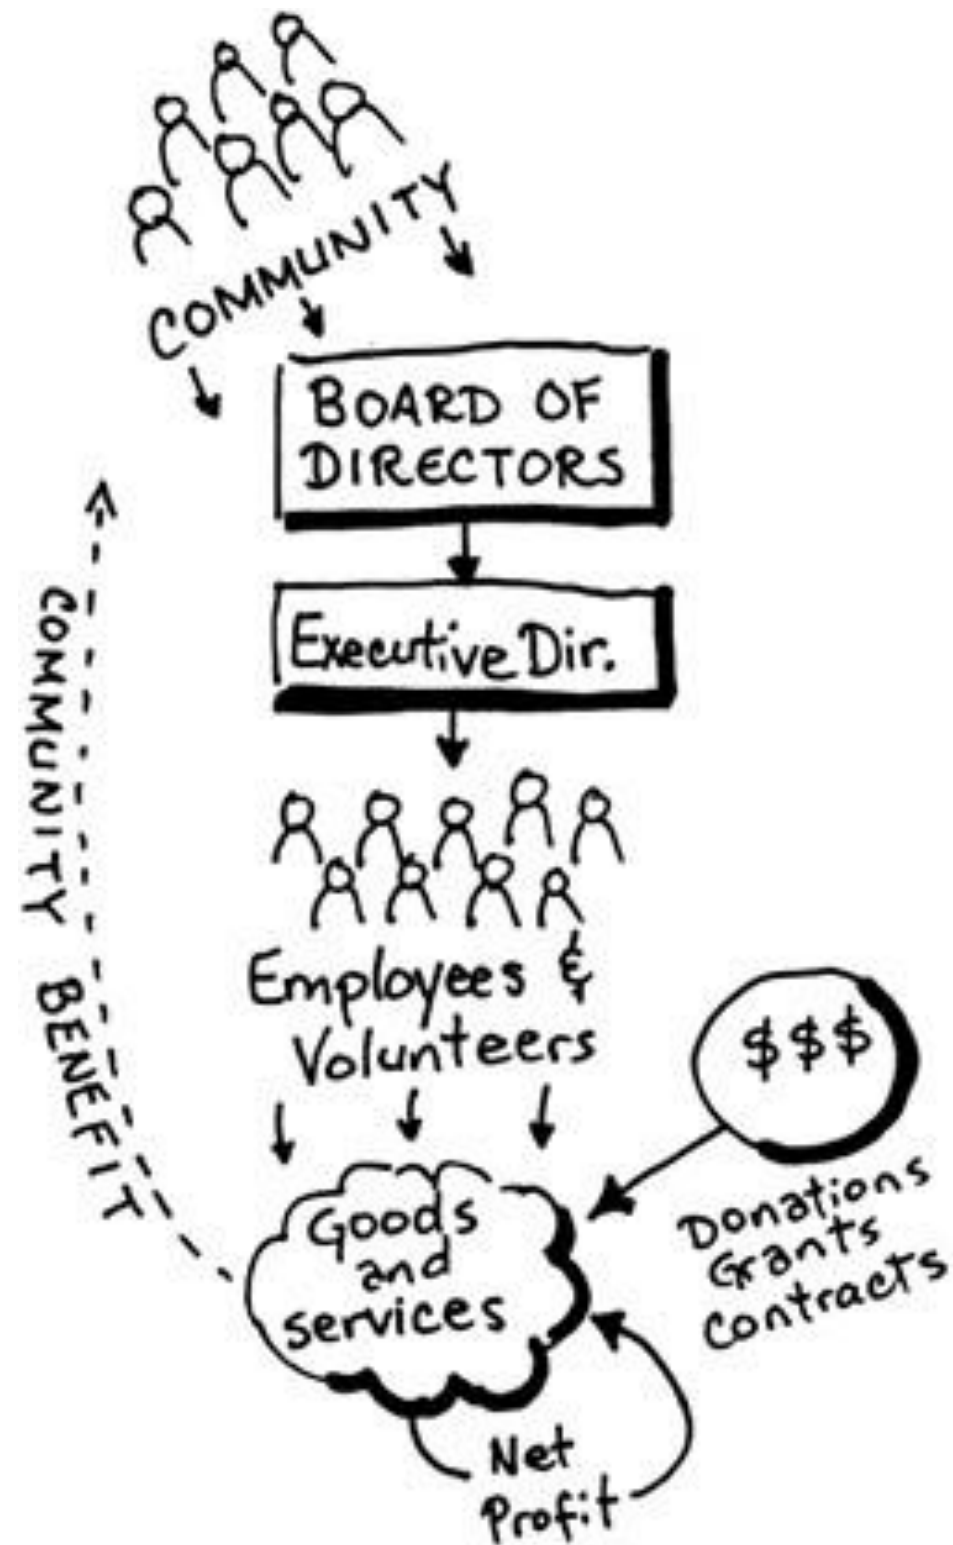 COMMUNITY
BOARD OF
DIRECTORS
Executive Dir.
Employees &
Volunteers
$$$
Donations
Grants
Contracts
Goods
and
services
Net
Profit
COMMUNITY BENEFIT